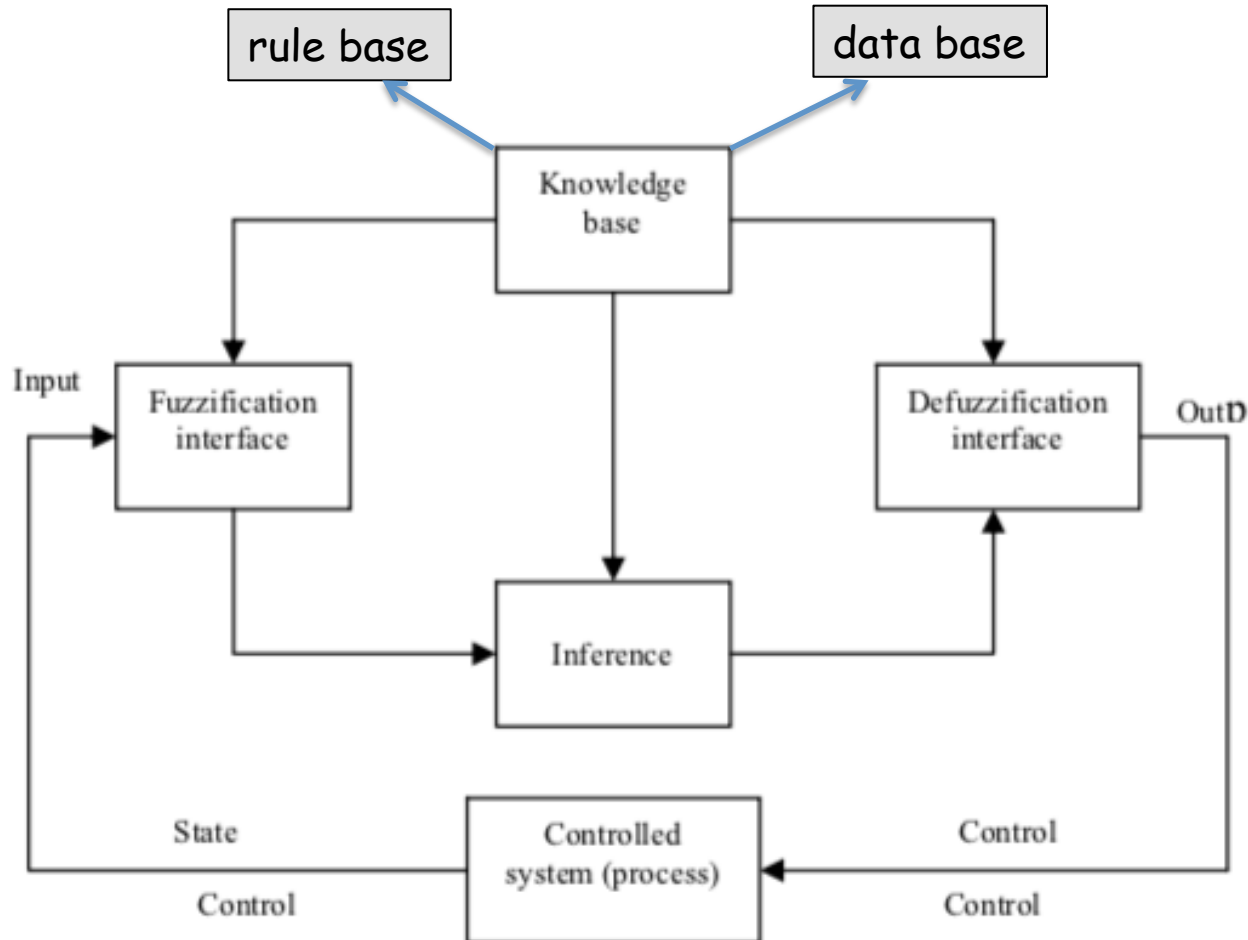 rule base
data base
Knowledge
base
Input
Fuzzification
interface
Defuzzification
interface
Inference
State
Controlled
system (process)
Control
Control
Control